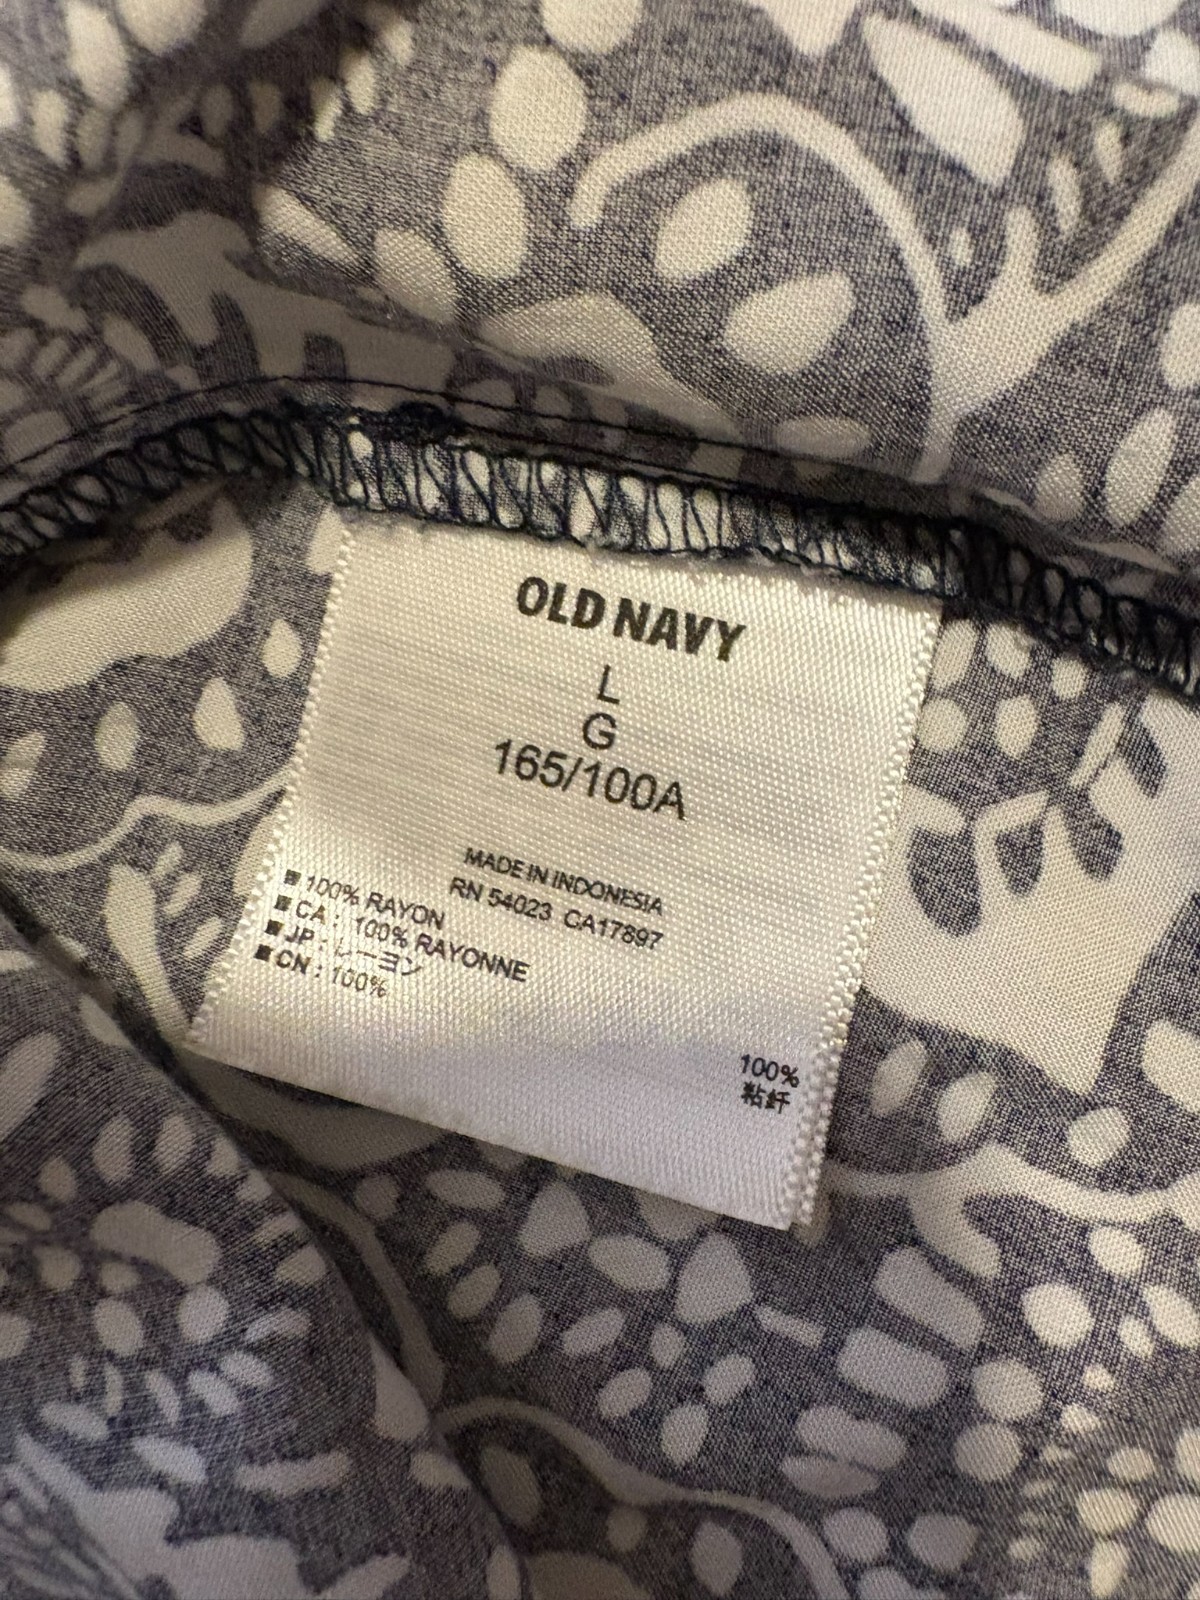 OLD NAVY
L
G
165/100A
MADE IN INDONESIA
RN 54023 CA17897
■ 100% RAYON
■ CA : 100% RAYONNE
■ JP : レーヨン
■ CN : 100%
100%
粘纤